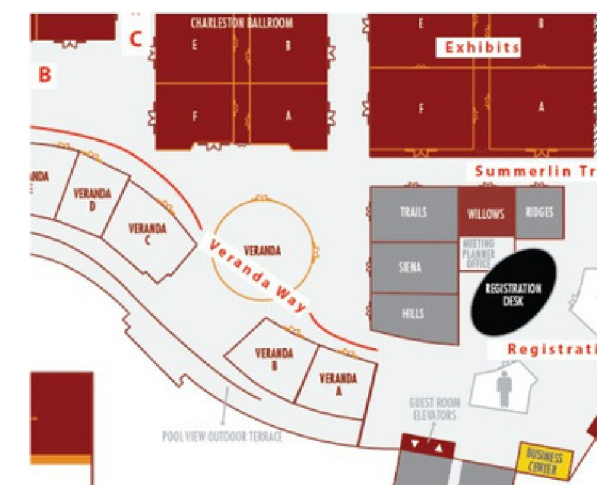 CHARLESTON BALLROOM
C
E
B
E
B
Exhibits
B
F
A
F
A
Summerlin Tr
VERANDA
D
VERANDA
C
TRAILS
WILLOWS
RIDGES
VERANDA
Veranda Way
MEETING
PLANNER
OFFICE
SIENA
REGISTRATION
DESK
HILLS
Registrati
VERANDA
B
VERANDA
A
GUEST ROOM
ELEVATORS
POOL VIEW OUTDOOR TERRACE
BUSINESS
CENTER